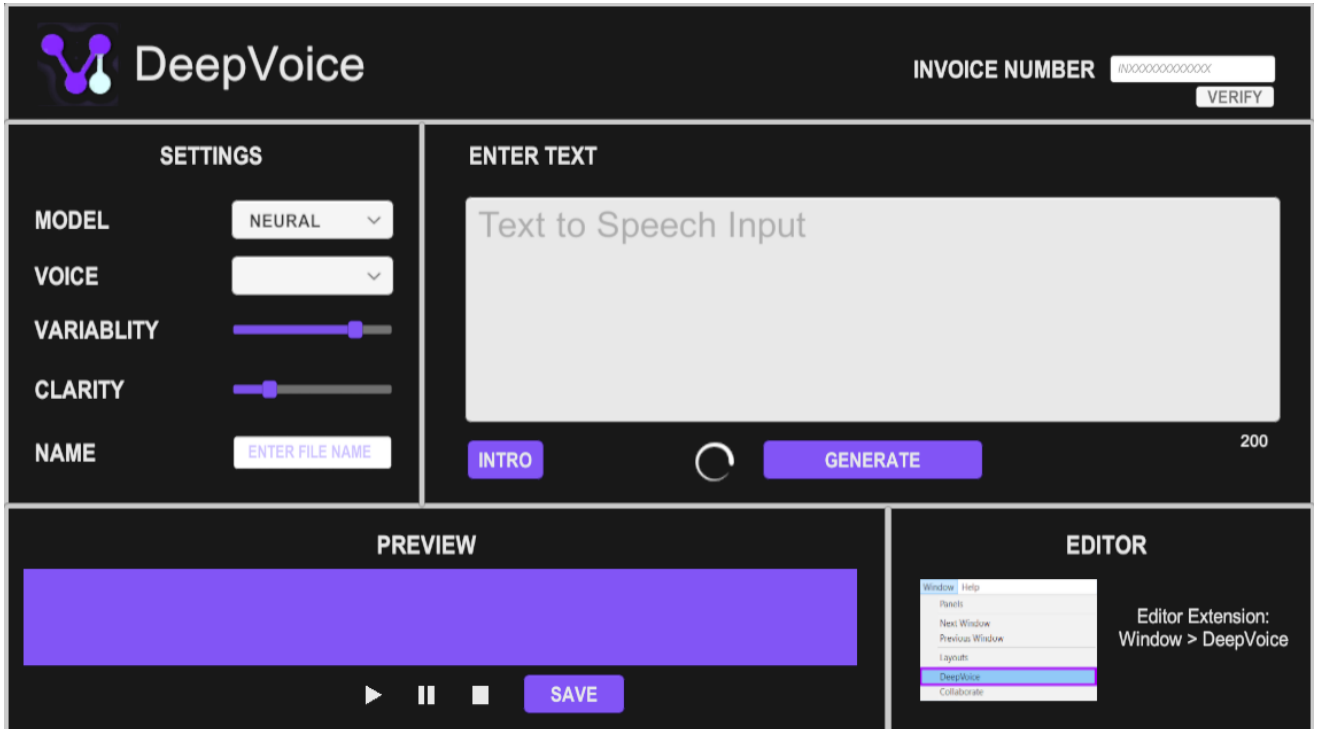 DeepVoice
INVOICE NUMBER
INXXXXXXXXXXXX
VERIFY
SETTINGS
MODEL
NEURAL
VOICE
VARIABLITY
CLARITY
NAME
ENTER FILE NAME
ENTER TEXT
Text to Speech Input
INTRO
GENERATE
200
PREVIEW
SAVE
EDITOR
Window Help
Panels
Next Window
Previous Window
Layouts
DeepVoice
Collaborate
Editor Extension:
Window > DeepVoice